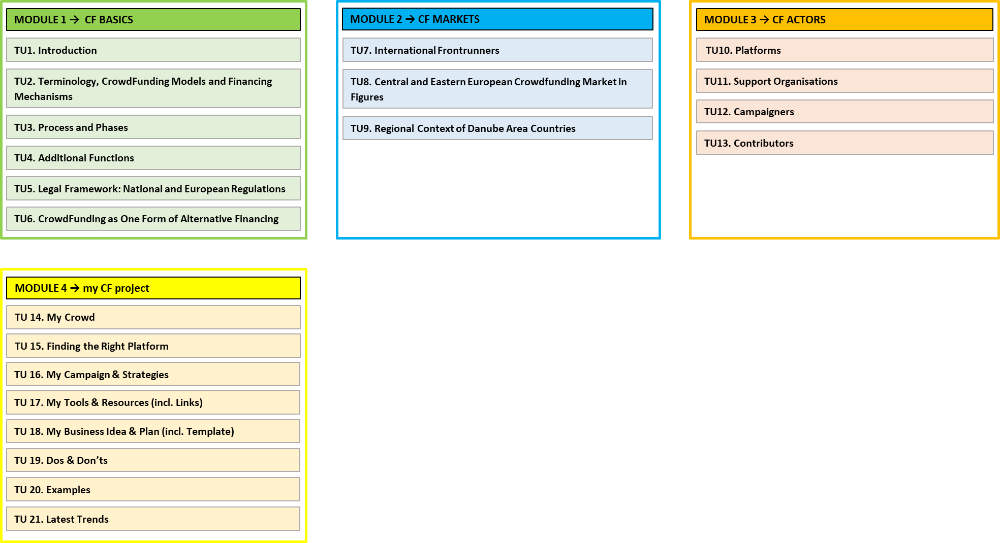 MODULE 1 → CF BASICS
TU1. Introduction
TU2. Terminology, CrowdFunding Models and Financing
Mechanisms
TU3. Process and Phases
TU4. Additional Functions
TU5. Legal Framework: National and European Regulations
TU6. CrowdFunding as One Form of Alternative Financing
MODULE 2 → CF MARKETS
TU7. International Frontrunners
TU8. Central and Eastern European Crowdfunding Market in
Figures
TU9. Regional Context of Danube Area Countries
MODULE 3 → CF ACTORS
TU10. Platforms
TU11. Support Organisations
TU12. Campaigners
TU13. Contributors
MODULE 4 → my CF project
TU 14. My Crowd
TU 15. Finding the Right Platform
TU 16. My Campaign & Strategies
TU 17. My Tools & Resources (incl. Links)
TU 18. My Business Idea & Plan (incl. Template)
TU 19. Dos & Don’ts
TU 20. Examples
TU 21. Latest Trends